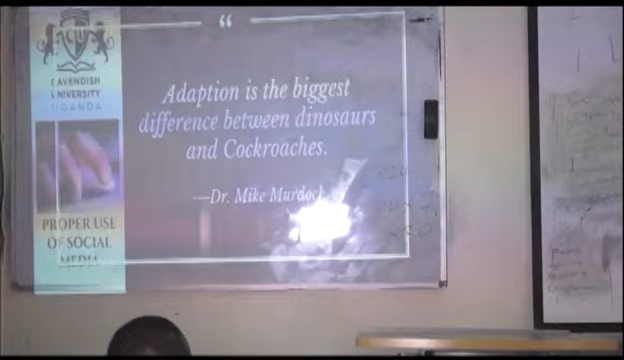 CAVENDISH
UNIVERSITY
UGANDA
PROPER USE
OF SOCIAL
MEDIA
“
Adaption is the biggest
difference between dinosaurs
and Cockroaches.
—Dr. Mike Murdock